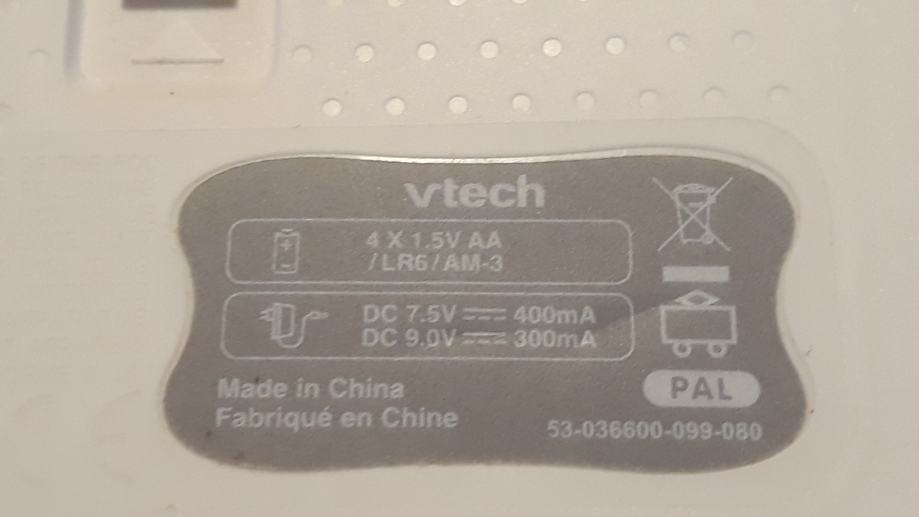 vtech
4 X 1.5V AA
/LR6/AM-3
DC 7.5V 400mA
DC 9.0V 300mA
Made in China
Fabriqué en Chine
PAL
53-036600-099-080